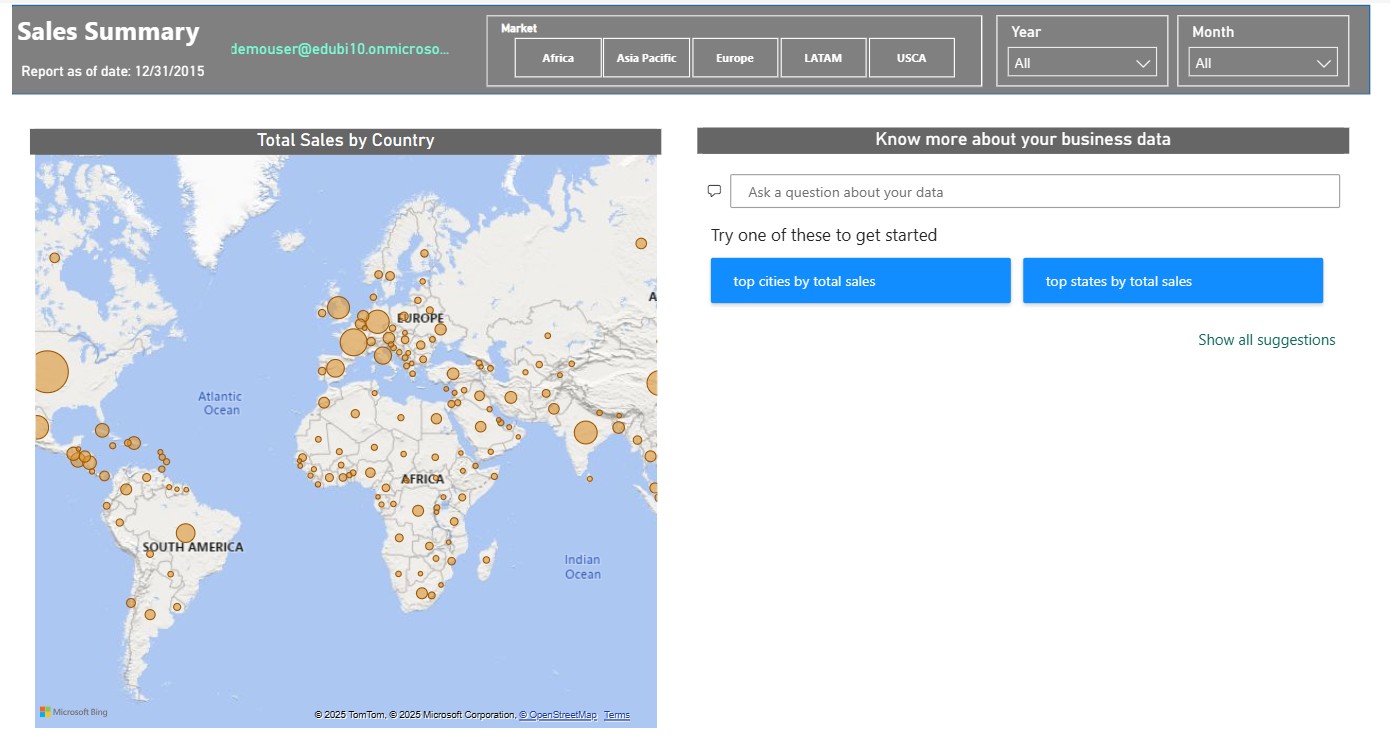 Sales Summary
demouser@edubi10.onmicroso...
Report as of date: 12/31/2015
Market
Africa
Asia Pacific
Europe
LATAM
USCA
Year
All
Month
All
Total Sales by Country
EUROPE
A
Atlantic
Ocean
AFRICA
SOUTH AMERICA
Indian
Ocean
Microsoft Bing
© 2025 TomTom, © 2025 Microsoft Corporation, © OpenStreetMap Terms
Know more about your business data
Ask a question about your data
Try one of these to get started
top cities by total sales
top states by total sales
Show all suggestions